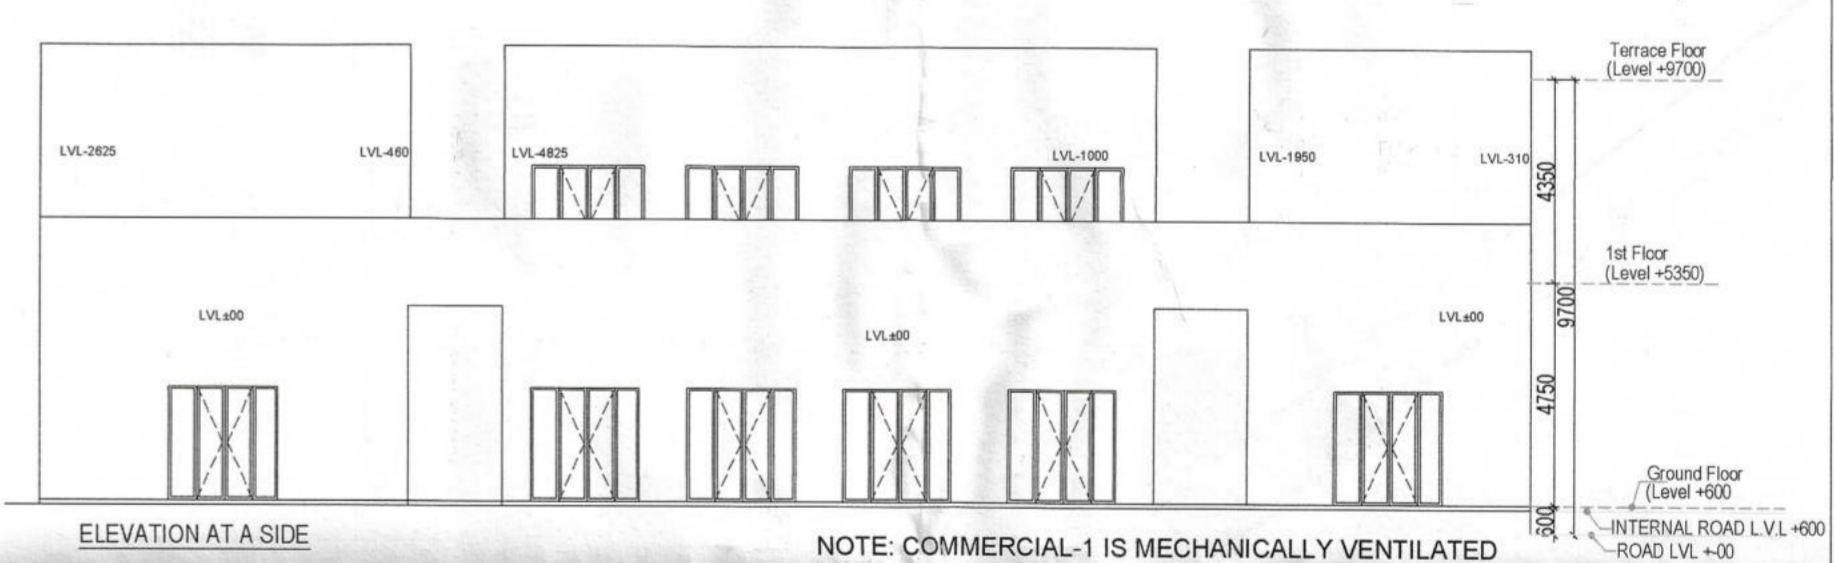 Terrace Floor
(Level +9700)
LVL-2625
LVL-460
LVL-4825
LVL-1000
LVL-1950
LVL-310
4350
1st Floor
(Level +5350)
9700
LVL±00
LVL±00
LVL±00
4750
Ground Floor
(Level +600
600
INTERNAL ROAD L.V.L +600
ROAD LVL +-00
ELEVATION AT A SIDE
NOTE: COMMERCIAL-1 IS MECHANICALLY VENTILATED